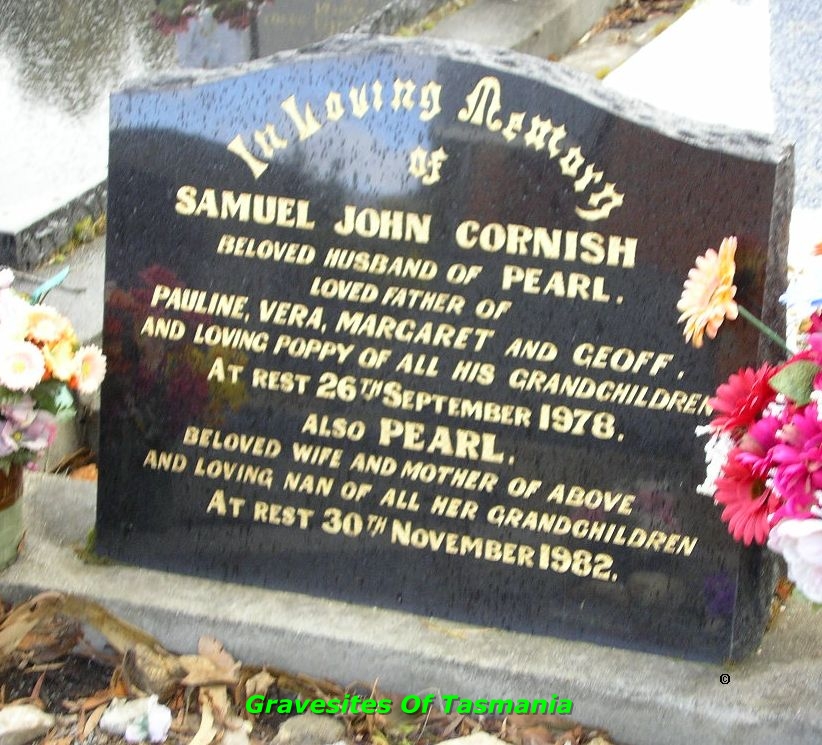 In Loving Memory
of
SAMUEL JOHN CORNISH
BELOVED HUSBAND OF PEARL.
LOVED FATHER OF
PAULINE, VERA, MARGARET AND GEOFF.
AND LOVING POPPY OF ALL HIS GRANDCHILDREN
AT REST 26TH SEPTEMBER 1978.
ALSO PEARL.
BELOVED WIFE AND MOTHER OF ABOVE
AND LOVING NAN OF ALL HER GRANDCHILDREN
AT REST 30TH NOVEMBER 1982.
©
Gravesites Of Tasmania